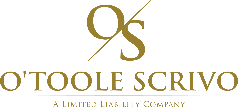 O/S
O'TOOLE SCRIVO
A LIMITED LIABILITY COMPANY